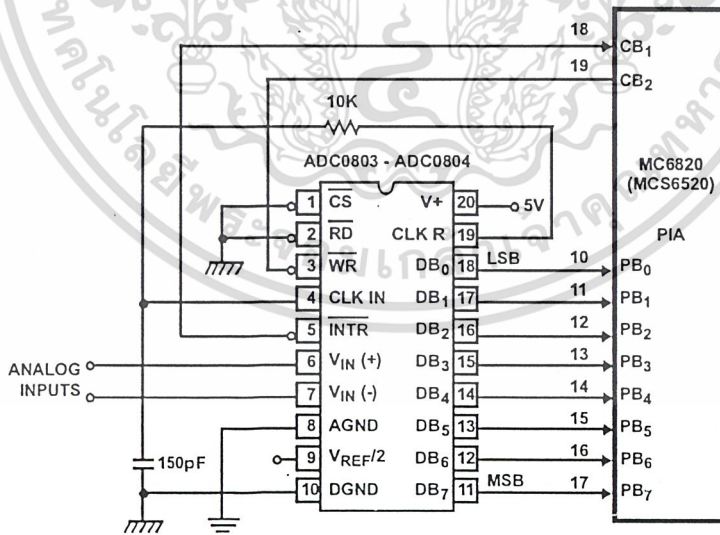 18
CB1
19
CB2
10K
ADC0803 - ADC0804
MC6820
(MCS6520)
PIA
1 CS V+ 20 5V
2 RD CLK R 19
3 WR DB0 18 LSB 10 PB0
4 CLK IN DB1 17 11 PB1
5 INTR DB2 16 12 PB2
6 VIN (+) DB3 15 13 PB3
ANALOG
INPUTS
7 VIN (-) DB4 14 14 PB4
8 AGND DB5 13 15 PB5
9 VREF/2 DB6 12 16 PB6
150pF
10 DGND DB7 11 MSB 17 PB7